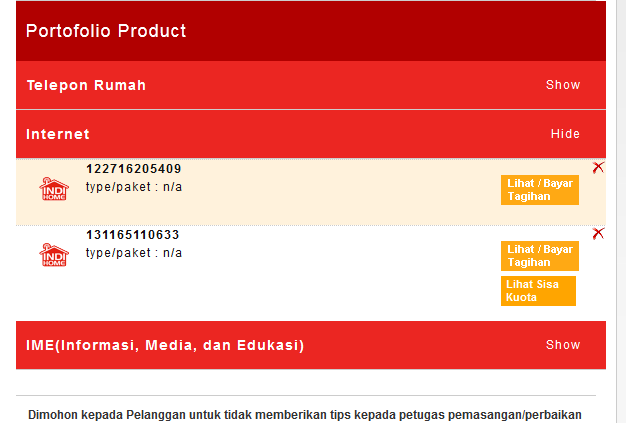 Portofolio Product
Telepon Rumah Show
Internet Hide
122716205409
type/paket : n/a
INDI
HOME
Lihat / Bayar
Tagihan
131165110633
type/paket : n/a
INDI
HOME
Lihat / Bayar
Tagihan
Lihat Sisa
Kuota
IME(Informasi, Media, dan Edukasi) Show
Dimohon kepada Pelanggan untuk tidak memberikan tips kepada petugas pemasangan/perbaikan